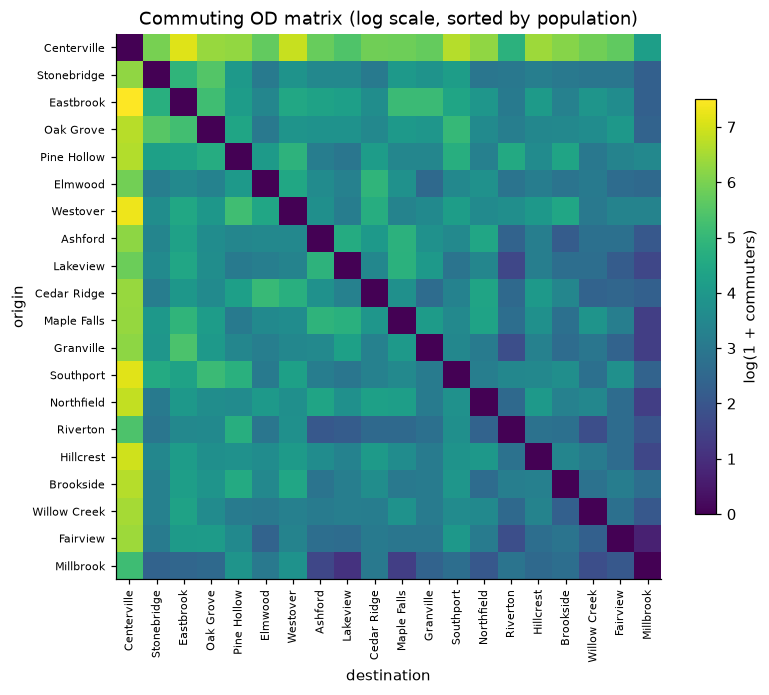 Commuting OD matrix (log scale, sorted by population)
origin
Centerville
Stonebridge
Eastbrook
Oak Grove
Pine Hollow
Elmwood
Westover
Ashford
Lakeview
Cedar Ridge
Maple Falls
Granville
Southport
Northfield
Riverton
Hillcrest
Brookside
Willow Creek
Fairview
Millbrook
Centerville
Stonebridge
Eastbrook
Oak Grove
Pine Hollow
Elmwood
Westover
Ashford
Lakeview
Cedar Ridge
Maple Falls
Granville
Southport
Northfield
Riverton
Hillcrest
Brookside
Willow Creek
Fairview
Millbrook
destination
7
6
5
4
3
2
1
0
log(1 + commuters)